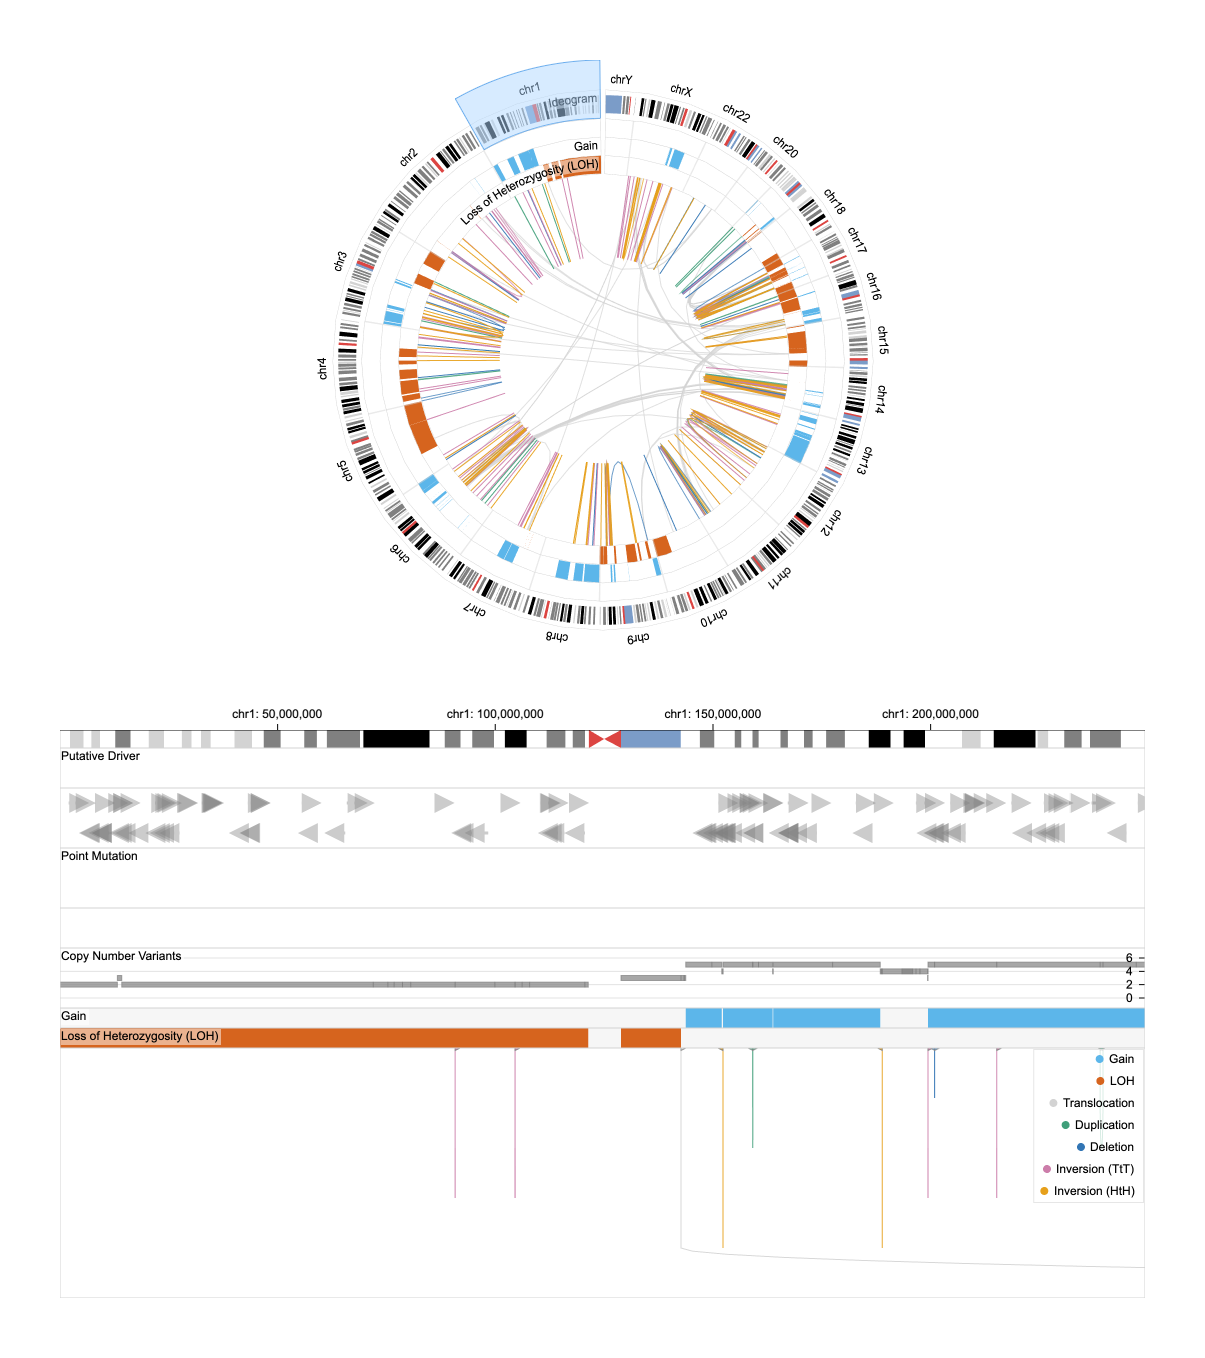 chrY
chrX
chr22
chr20
chr18
chr17
chr16
chr15
chr14
chr13
chr12
chr11
chr10
chr9
chr8
chr7
chr6
chr5
chr4
chr3
chr2
chr1
Ideogram
Gain
Loss of Heterozygosity (LOH)
chr1: 50,000,000
chr1: 100,000,000
chr1: 150,000,000
chr1: 200,000,000
Putative Driver
Point Mutation
Copy Number Variants
6
4
2
0
Gain
Loss of Heterozygosity (LOH)
Gain
LOH
Translocation
Duplication
Deletion
Inversion (TtT)
Inversion (HtH)